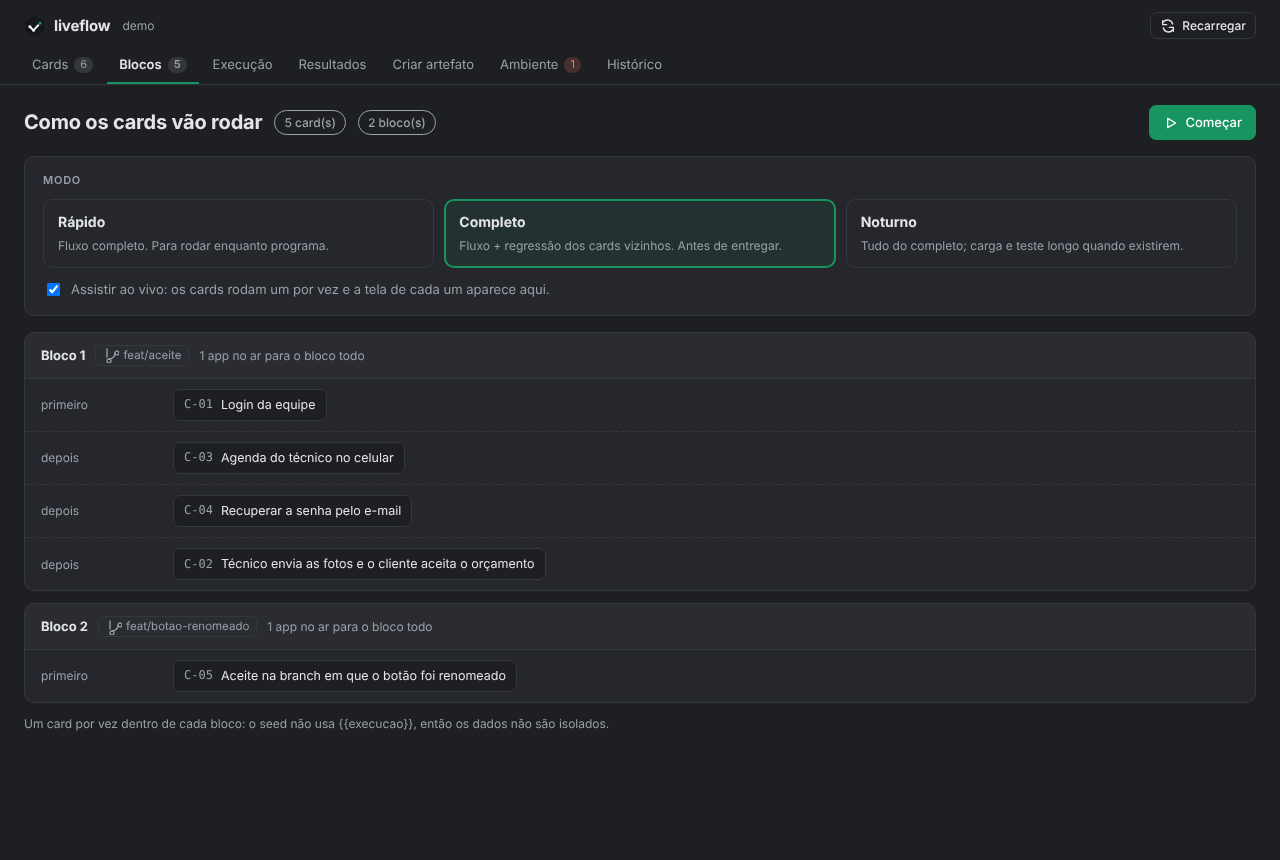 liveflow demo
Recarregar
Cards 6 Blocos 5 Execução Resultados Criar artefato Ambiente 1 Histórico
Como os cards vão rodar 5 card(s) 2 bloco(s) Começar
MODO
Rápido
Fluxo completo. Para rodar enquanto programa.
Completo
Fluxo + regressão dos cards vizinhos. Antes de entregar.
Noturno
Tudo do completo; carga e teste longo quando existirem.
Assistir ao vivo: os cards rodam um por vez e a tela de cada um aparece aqui.
Bloco 1 feat/aceite 1 app no ar para o bloco todo
primeiro C-01 Login da equipe
depois C-03 Agenda do técnico no celular
depois C-04 Recuperar a senha pelo e-mail
depois C-02 Técnico envia as fotos e o cliente aceita o orçamento
Bloco 2 feat/botao-renomeado 1 app no ar para o bloco todo
primeiro C-05 Aceite na branch em que o botão foi renomeado
Um card por vez dentro de cada bloco: o seed não usa {{execucao}}, então os dados não são isolados.